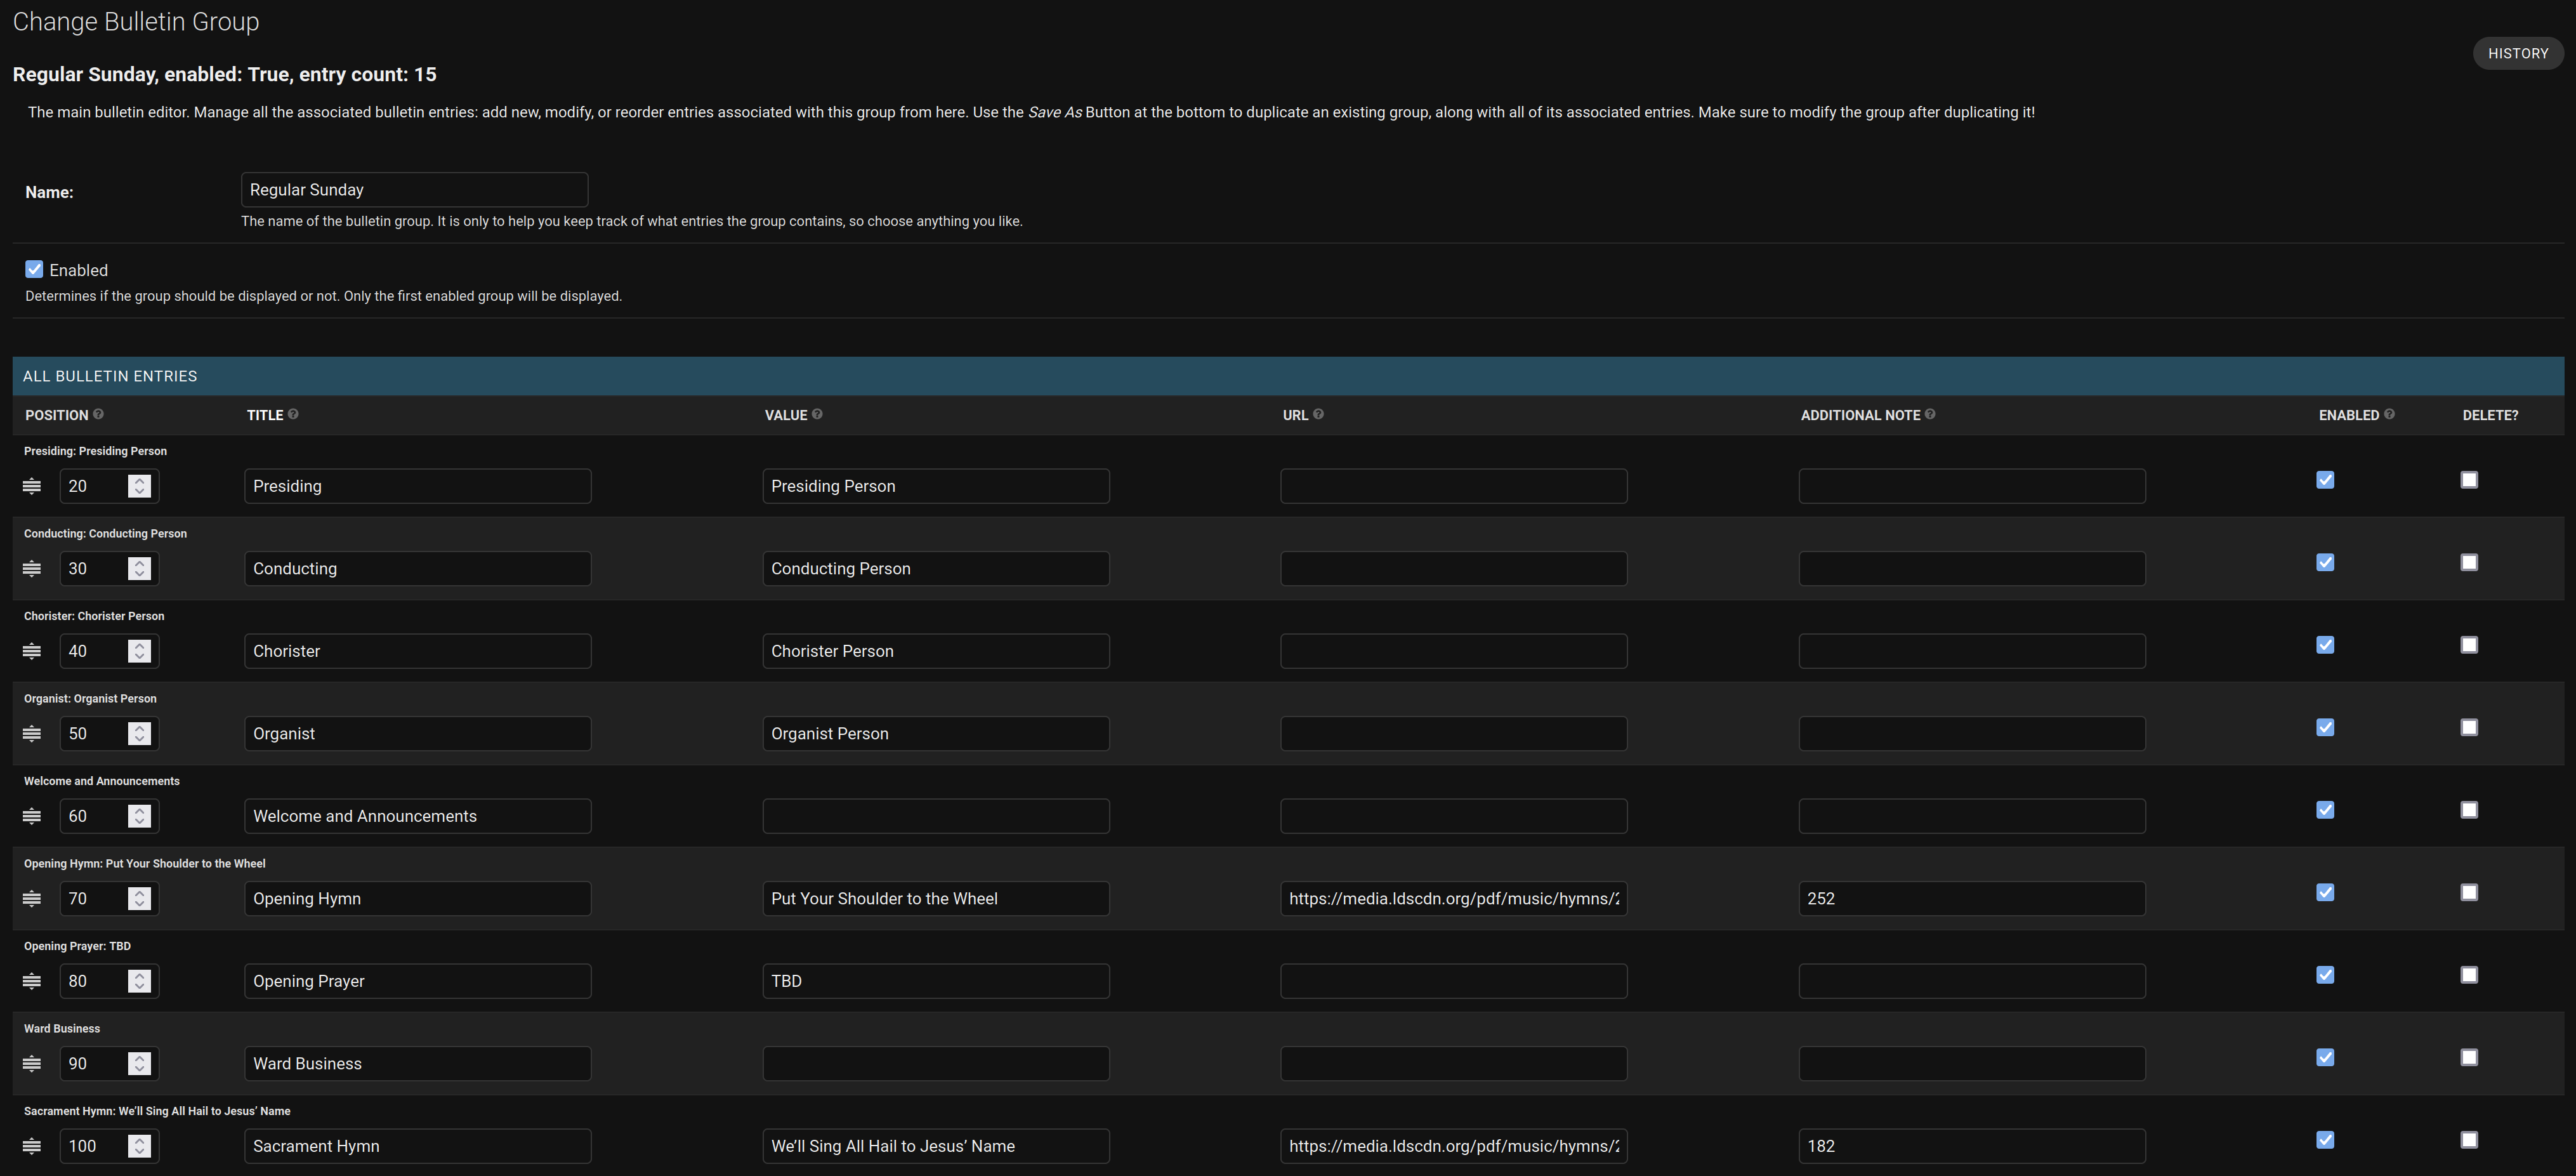 Change Bulletin Group
HISTORY
Regular Sunday, enabled: True, entry count: 15
The main bulletin editor. Manage all the associated bulletin entries: add new, modify, or reorder entries associated with this group from here. Use the Save As Button at the bottom to duplicate an existing group, along with all of its associated entries. Make sure to modify the group after duplicating it!
Name: Regular Sunday
The name of the bulletin group. It is only to help you keep track of what entries the group contains, so choose anything you like.
Enabled
Determines if the group should be displayed or not. Only the first enabled group will be displayed.
ALL BULLETIN ENTRIES
POSITION ? TITLE ? VALUE ? URL ? ADDITIONAL NOTE ? ENABLED ? DELETE?
Presiding: Presiding Person
20 Presiding Presiding Person
Conducting: Conducting Person
30 Conducting Conducting Person
Chorister: Chorister Person
40 Chorister Chorister Person
Organist: Organist Person
50 Organist Organist Person
Welcome and Announcements
60 Welcome and Announcements
Opening Hymn: Put Your Shoulder to the Wheel
70 Opening Hymn Put Your Shoulder to the Wheel https://media.ldscdn.org/pdf/music/hymns/2 252
Opening Prayer: TBD
80 Opening Prayer TBD
Ward Business
90 Ward Business
Sacrament Hymn: We’ll Sing All Hail to Jesus’ Name
100 Sacrament Hymn We’ll Sing All Hail to Jesus’ Name https://media.ldscdn.org/pdf/music/hymns/2 182